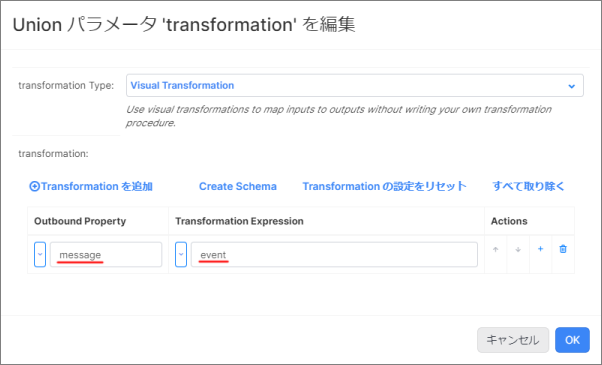 Union パラメータ 'transformation' を編集
transformation Type: Visual Transformation
Use visual transformations to map inputs to outputs without writing your own transformation
procedure.
transformation:
Transformation を追加 Create Schema Transformation の設定をリセット すべて取り除く
Outbound Property Transformation Expression Actions
message event
キャンセル OK